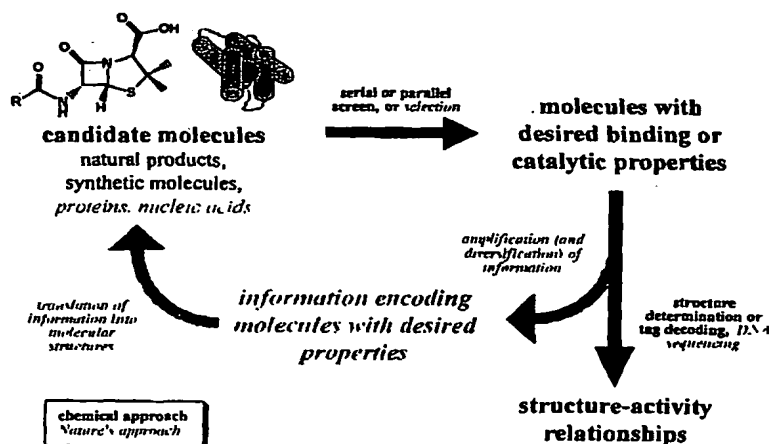 O
OH
O
N
R
N
H
H
S
candidate molecules
natural products,
synthetic molecules,
proteins, nucleic acids
serial or parallel
screen, or selection
molecules with
desired binding or
catalytic properties
amplification (and
diversification) of
information
translation of
information into
molecular
structures
information encoding
molecules with desired
properties
structure
determination or
tag decoding, DNA
sequencing
chemical approach
Nature's approach
structure-activity
relationships